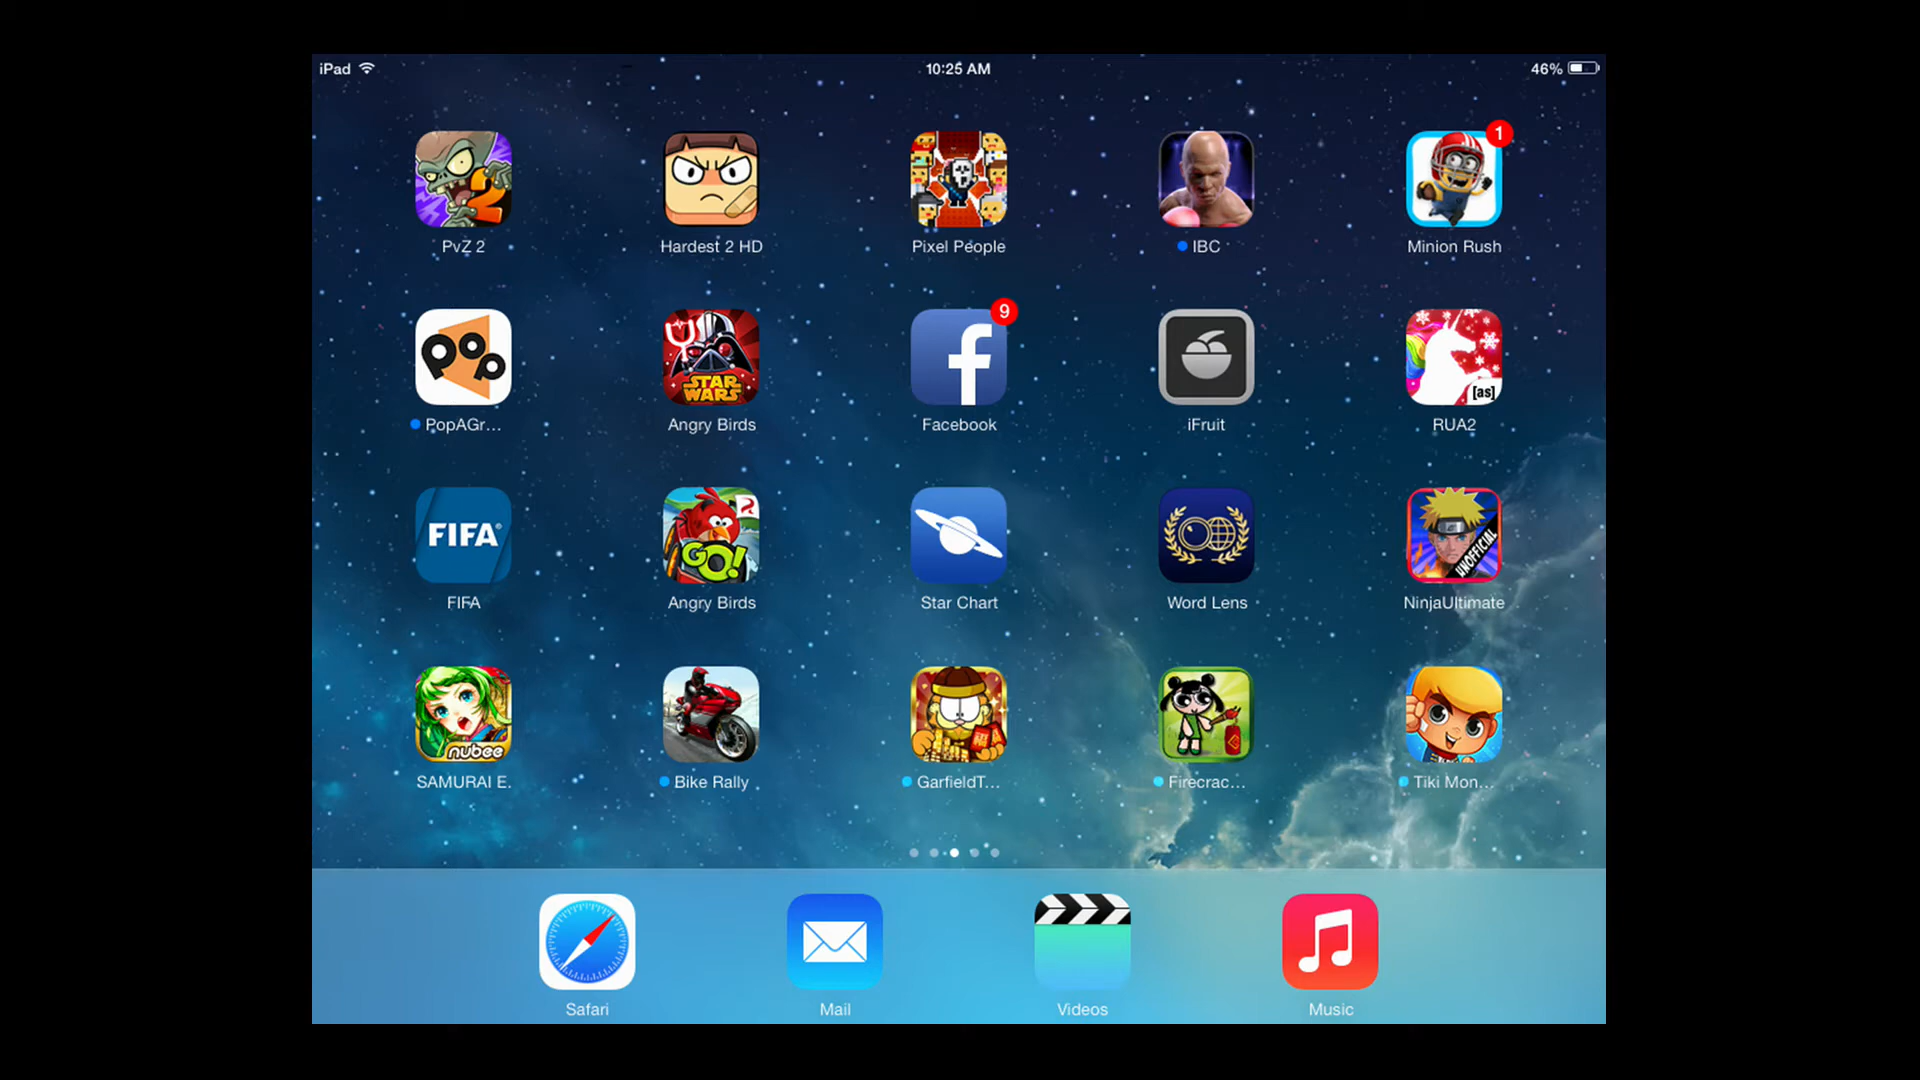 iPad 10:25 AM 46%
2 1
PvZ 2 Hardest 2 HD Pixel People IBC Minion Rush
pop STAR WARS f 9 [as]
PopAGr... Angry Birds Facebook iFruit RUA2
FIFA GO! UNOFFICIAL
FIFA Angry Birds Star Chart Word Lens NinjaUltimate
nubee
SAMURAI E. Bike Rally GarfieldT... Firecrac... Tiki Mon...
Safari Mail Videos Music